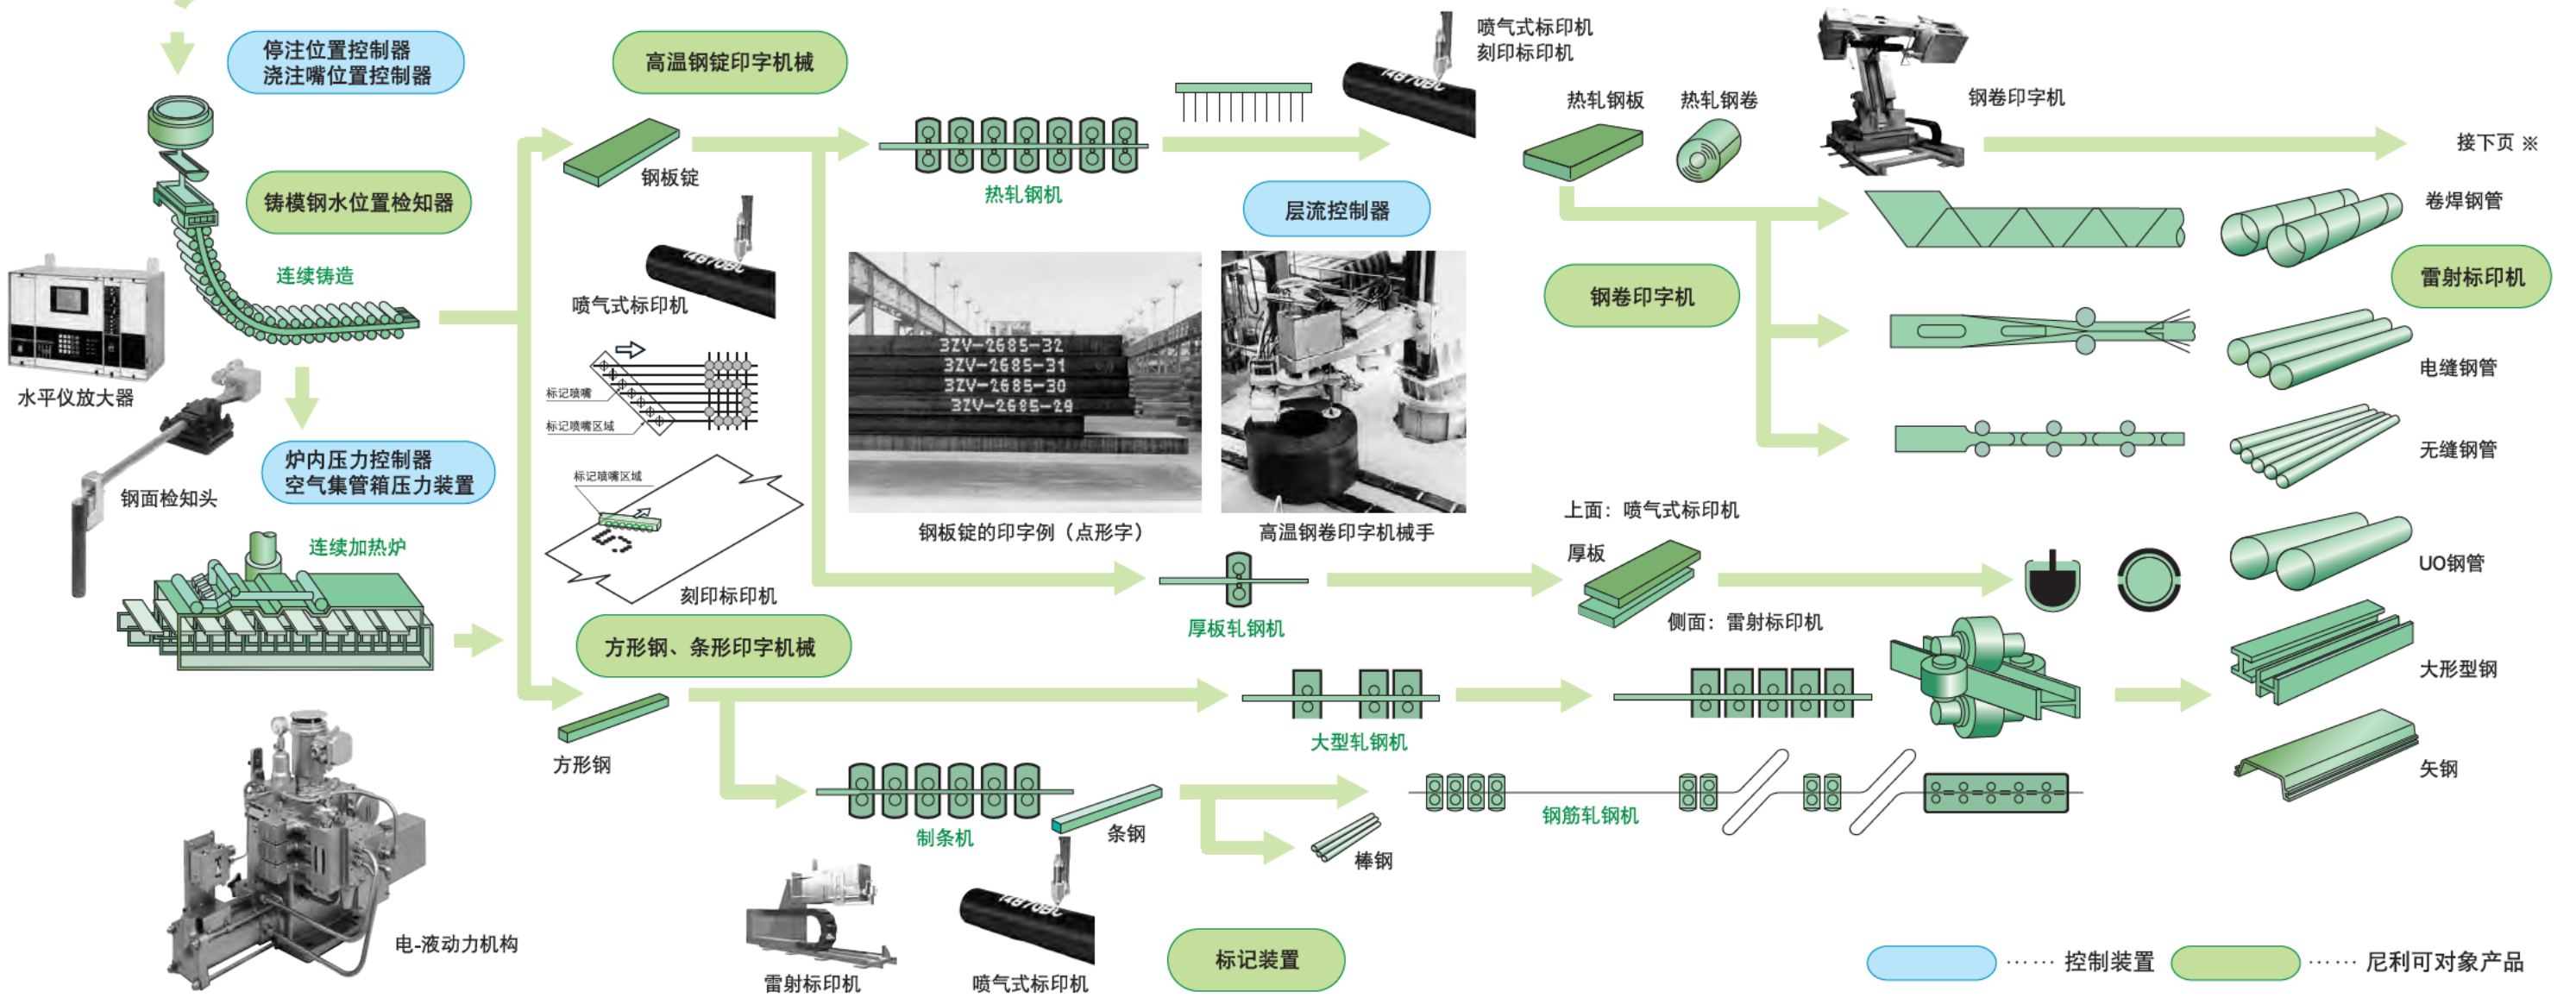 停注位置控制器
浇注嘴位置控制器
高温钢锭印字机械
喷气式标印机
刻印标印机
热轧钢板
热轧钢卷
钢卷印字机
接下页 ※
铸模钢水位置检知器
钢板锭
热轧钢机
层流控制器
卷焊钢管
连续铸造
喷气式标印机
14870BC
14870BC
钢卷印字机
雷射标印机
水平仪放大器
标记喷嘴
标记喷嘴区域
3ZV-2685-32
3ZV-2685-31
3ZV-2685-30
3ZV-2685-29
电缝钢管
无缝钢管
炉内压力控制器
空气集管箱压力装置
钢面检知头
标记喷嘴区域
5
钢板锭的印字例（点形字）
高温钢卷印字机械手
上面：喷气式标印机
厚板
连续加热炉
刻印标印机
UO钢管
厚板轧钢机
侧面：雷射标印机
方形钢、条形印字机械
大形型钢
方形钢
大型轧钢机
矢钢
制条机
条钢
钢筋轧钢机
棒钢
14870BC
电-液动力机构
雷射标印机
喷气式标印机
标记装置
…… 控制装置
…… 尼利可对象产品